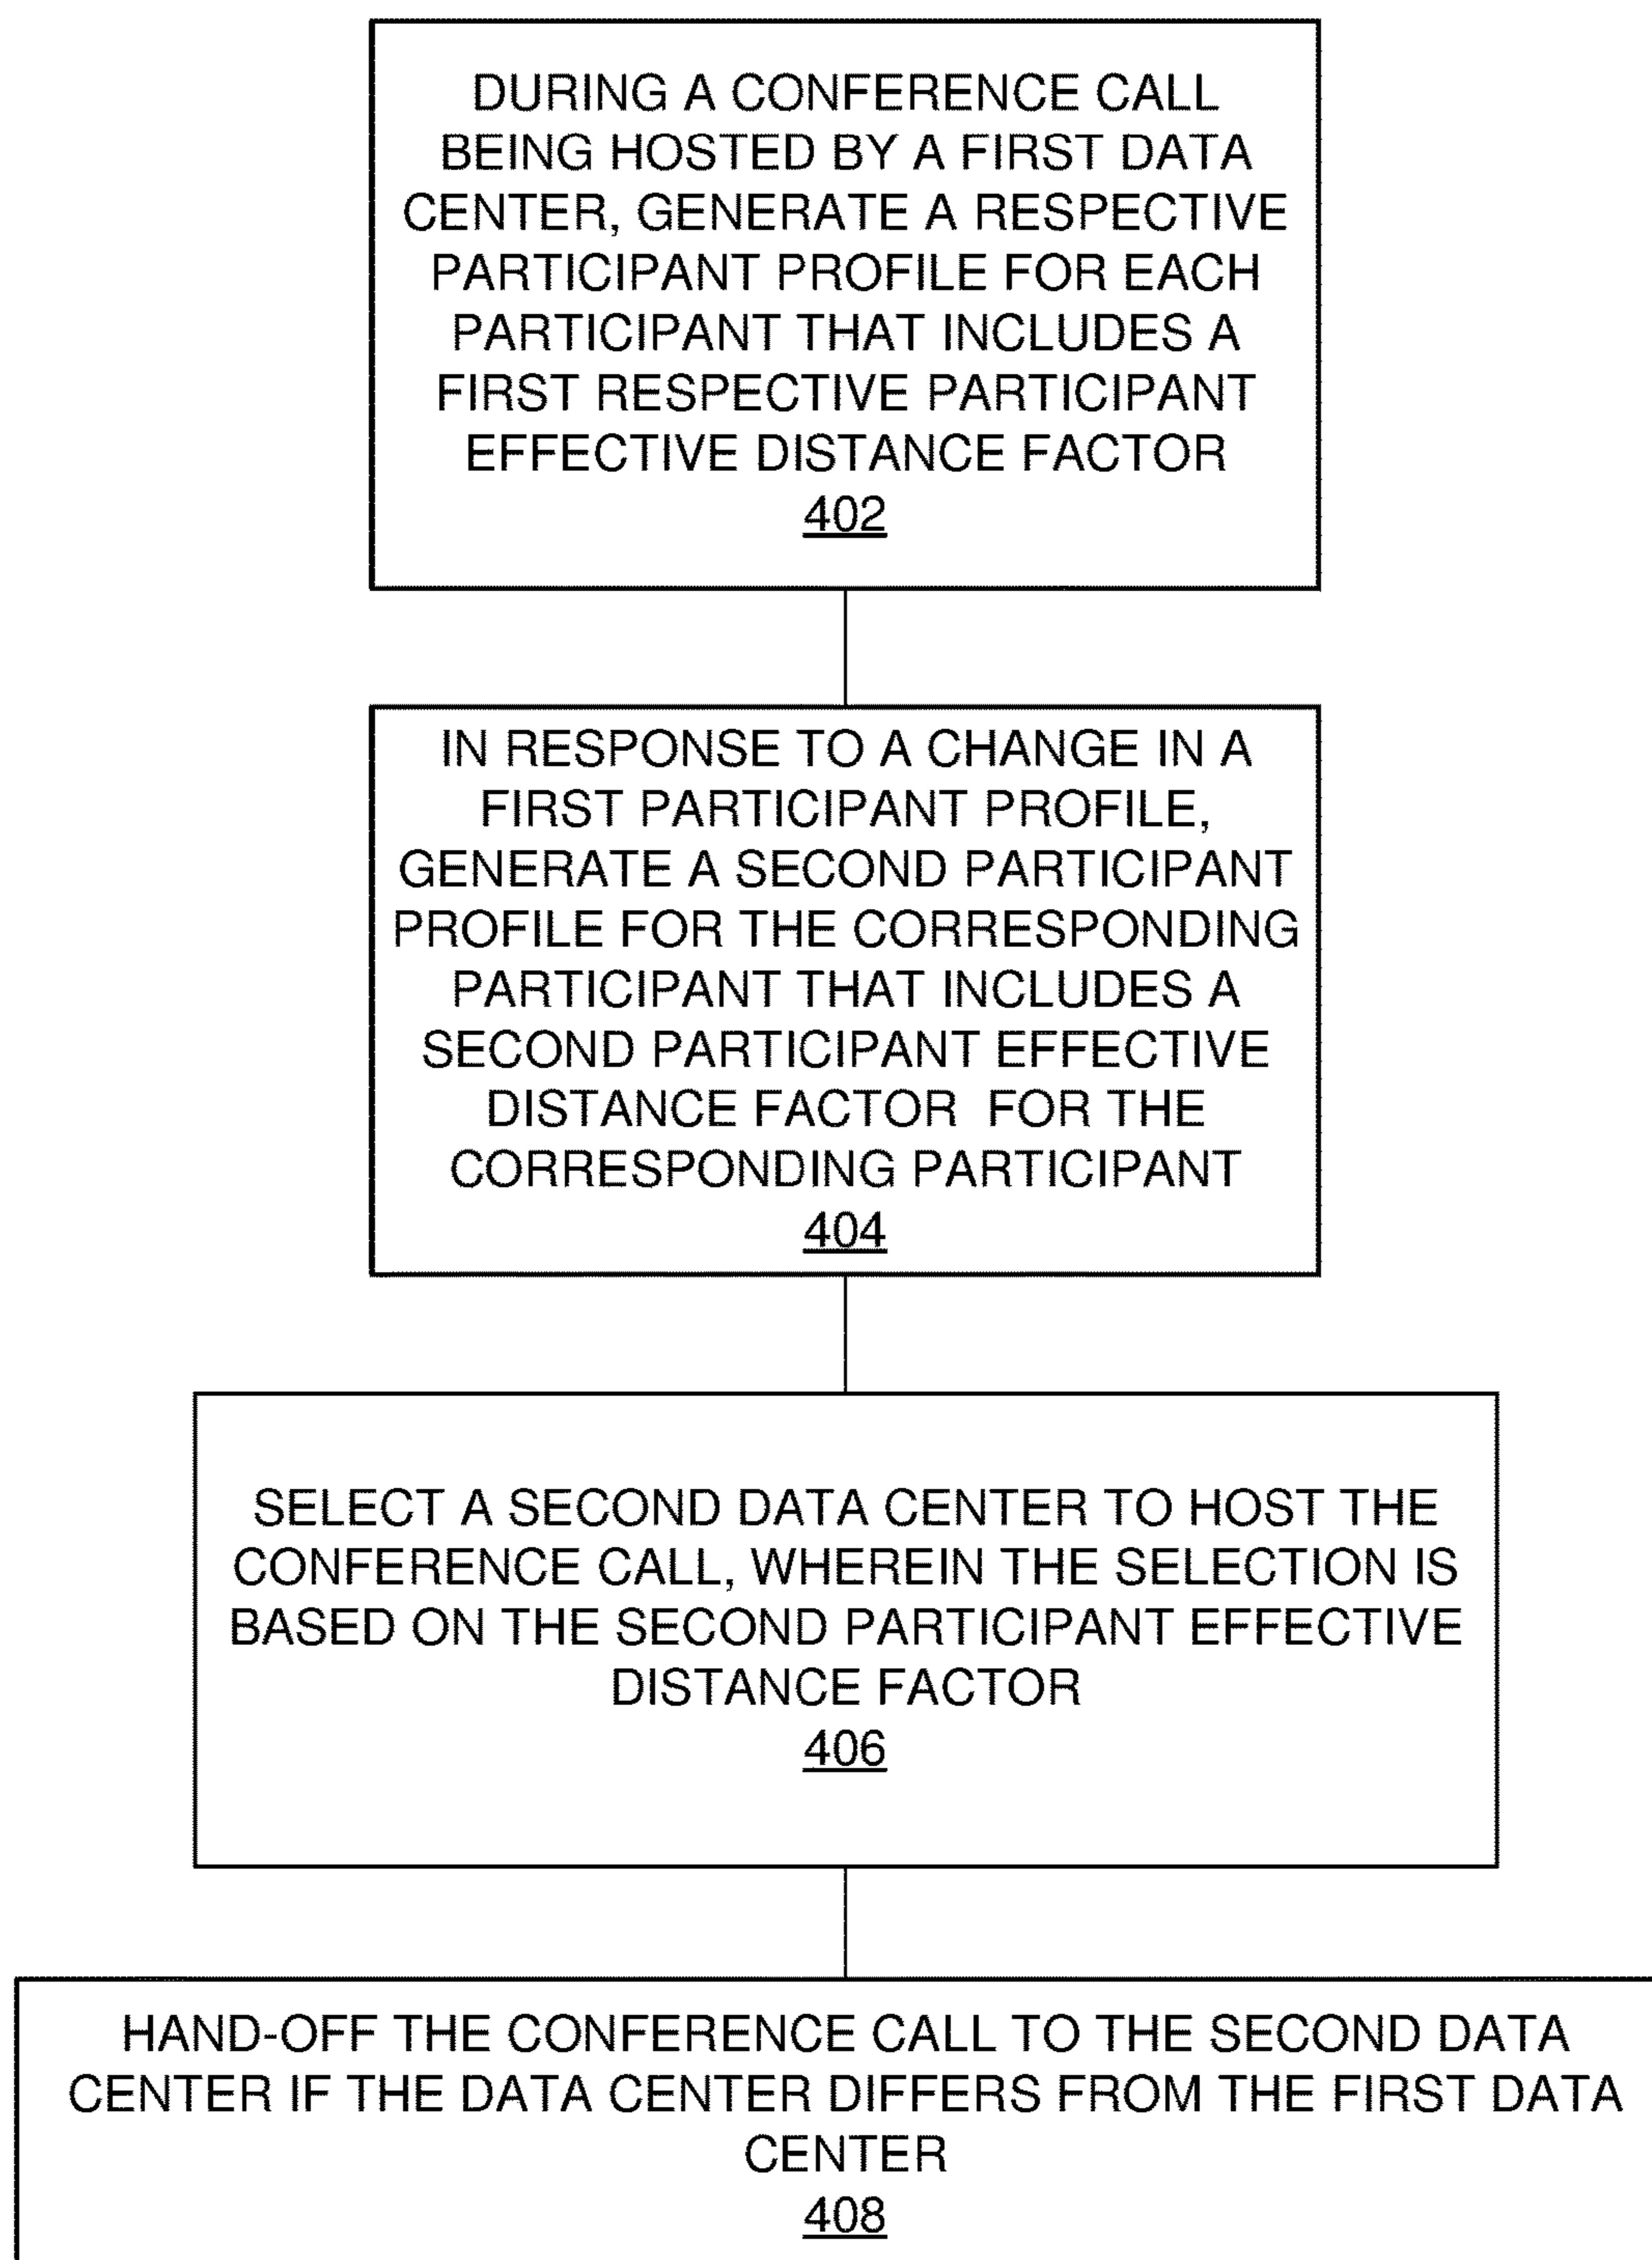 DURING A CONFERENCE CALL
BEING HOSTED BY A FIRST DATA
CENTER, GENERATE A RESPECTIVE
PARTICIPANT PROFILE FOR EACH
PARTICIPANT THAT INCLUDES A
FIRST RESPECTIVE PARTICIPANT
EFFECTIVE DISTANCE FACTOR
402
IN RESPONSE TO A CHANGE IN A
FIRST PARTICIPANT PROFILE,
GENERATE A SECOND PARTICIPANT
PROFILE FOR THE CORRESPONDING
PARTICIPANT THAT INCLUDES A
SECOND PARTICIPANT EFFECTIVE
DISTANCE FACTOR FOR THE
CORRESPONDING PARTICIPANT
404
SELECT A SECOND DATA CENTER TO HOST THE
CONFERENCE CALL, WHEREIN THE SELECTION IS
BASED ON THE SECOND PARTICIPANT EFFECTIVE
DISTANCE FACTOR
406
HAND-OFF THE CONFERENCE CALL TO THE SECOND DATA
CENTER IF THE DATA CENTER DIFFERS FROM THE FIRST DATA
CENTER
408